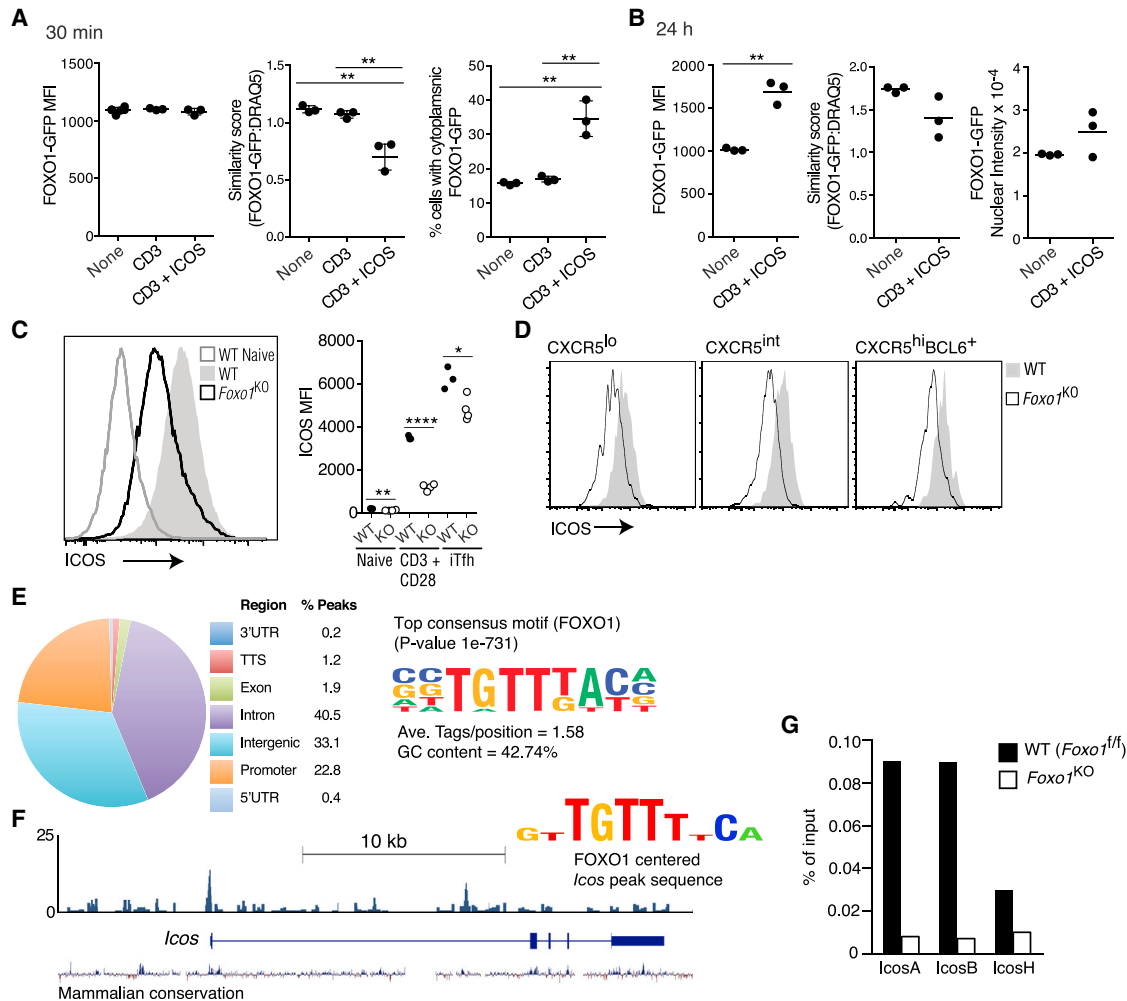 A
30 min
FOXO1-GFP MFI
1500
1000
500
0
None
CD3
CD3 + ICOS
Similarity score
(FOXO1-GFP:DRAQ5)
1.5
1.0
0.5
0.0
**
**
None
CD3
CD3 + ICOS
% cells with cytoplamsnic
FOXO1-GFP
50
40
30
20
10
0
**
**
None
CD3
CD3 + ICOS
B
24 h
FOXO1-GFP MFI
2000
1500
1000
500
0
**
None
CD3 + ICOS
Similarity score
(FOXO1-GFP:DRAQ5)
2.0
1.5
1.0
0.5
0.0
None
CD3 + ICOS
FOXO1-GFP
Nuclear Intensity x 10-4
4
3
2
1
0
None
CD3 + ICOS
C
WT Naive
WT
Foxo1KO
ICOS
ICOS MFI
8000
6000
4000
2000
0
**
****
*
WT
KO
WT
KO
WT
KO
Naive
CD3 +
CD28
iTfh
D
CXCR5lo
CXCR5int
CXCR5hiBCL6+
WT
Foxo1KO
ICOS
E
Region % Peaks
3'UTR 0.2
TTS 1.2
Exon 1.9
Intron 40.5
Intergenic 33.1
Promoter 22.8
5'UTR 0.4
Top consensus motif (FOXO1)
(P-value 1e-731)
CCTGTTTACA
GGT GTCC
ATA ATG
Ave. Tags/position = 1.58
GC content = 42.74%
F
25
0
10 kb
GTTGTTTTTCA
FOXO1 centered
Icos peak sequence
Icos
Mammalian conservation
G
% of input
0.10
0.08
0.06
0.04
0.02
0
WT (Foxo1f/f)
Foxo1KO
IcosA
IcosB
IcosH